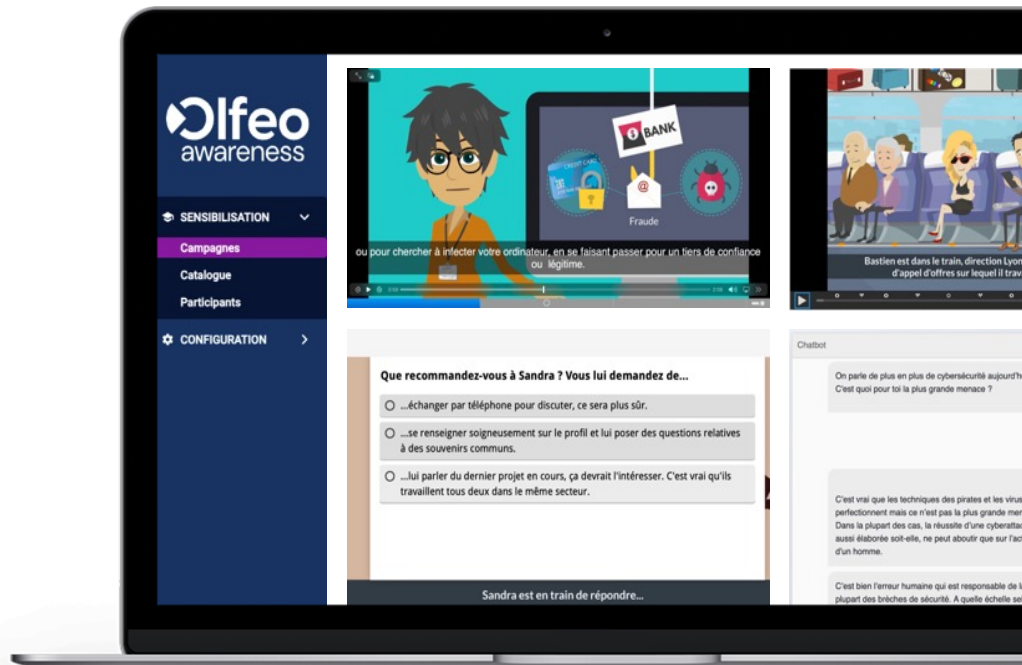 Olfeo
awareness
SENSIBILISATION
Campagnes
Catalogue
Participants
CONFIGURATION
CREDIT CARD
BANK
@
?
Fraude
ou pour chercher à infecter votre ordinateur, en se faisant passer pour un tiers de confiance
ou légitime.
Bastien est dans le train, direction Lyon
d'appel d'offres sur lequel il trav
Que recommandez-vous à Sandra ? Vous lui demandez de...
...échanger par téléphone pour discuter, ce sera plus sûr.
...se renseigner soigneusement sur le profil et lui poser des questions relatives
à des souvenirs communs.
...lui parler du dernier projet en cours, ça devrait l'intéresser. C'est vrai qu'ils
travaillent tous deux dans le même secteur.
Sandra est en train de répondre...
Chatbot
On parle de plus en plus de cybersécurité aujourd'h
C'est quoi pour toi la plus grande menace ?
C'est vrai que les techniques des pirates et les virus
perfectionnent mais ce n'est pas la plus grande me
Dans la plupart des cas, la réussite d'une cyberattac
aussi élaborée soit-elle, ne peut aboutir que sur l'ac
d'un homme.
C'est bien l'erreur humaine qui est responsable de l
plupart des brèches de sécurité. A quelle échelle se